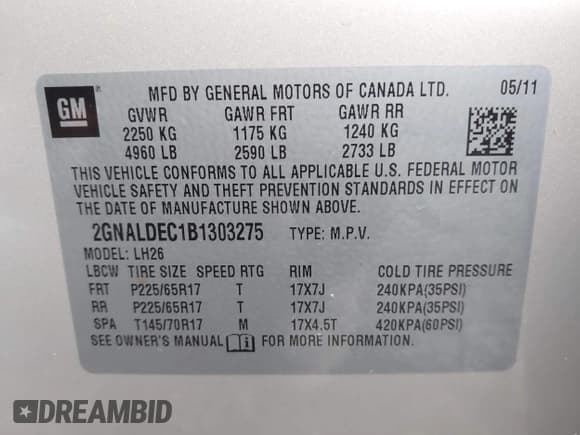 GM
MFD BY GENERAL MOTORS OF CANADA LTD. 05/11
GVWR GAWR FRT GAWR RR
2250 KG 1175 KG 1240 KG
4960 LB 2590 LB 2733 LB
THIS VEHICLE CONFORMS TO ALL APPLICABLE U.S. FEDERAL MOTOR
VEHICLE SAFETY AND THEFT PREVENTION STANDARDS IN EFFECT ON
THE DATE OF MANUFACTURE SHOWN ABOVE.
2GNALDEC1B1303275 TYPE: M.P.V.
MODEL: LH26
LBCW TIRE SIZE SPEED RTG RIM COLD TIRE PRESSURE
FRT P225/65R17 T 17X7J 240KPA(35PSI)
RR P225/65R17 T 17X7J 240KPA(35PSI)
SPA T145/70R17 M 17X4.5T 420KPA(60PSI)
SEE OWNER'S MANUAL FOR MORE INFORMATION.
DREAMBID